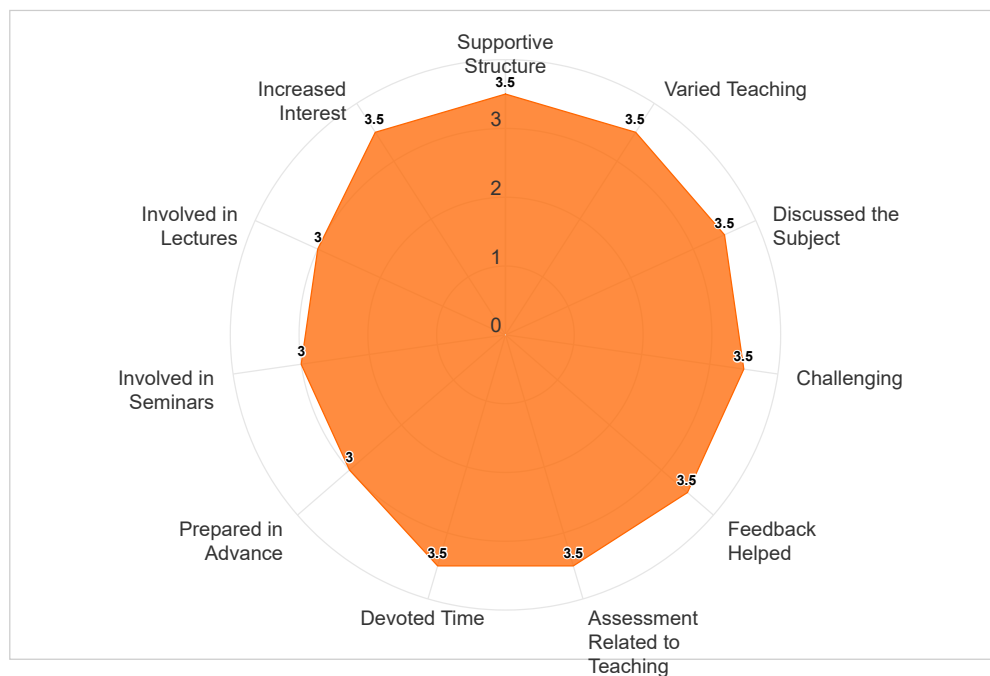 Supportive
Structure
3.5
Increased
Interest
3.5
3.5
Varied Teaching
3
2
1
0
Involved in
Lectures
3
3.5
Discussed the
Subject
Involved in
Seminars
3
3.5
Challenging
Prepared in
Advance
3
3.5
Feedback
Helped
3.5
3.5
Devoted Time
Assessment
Related to
Teaching